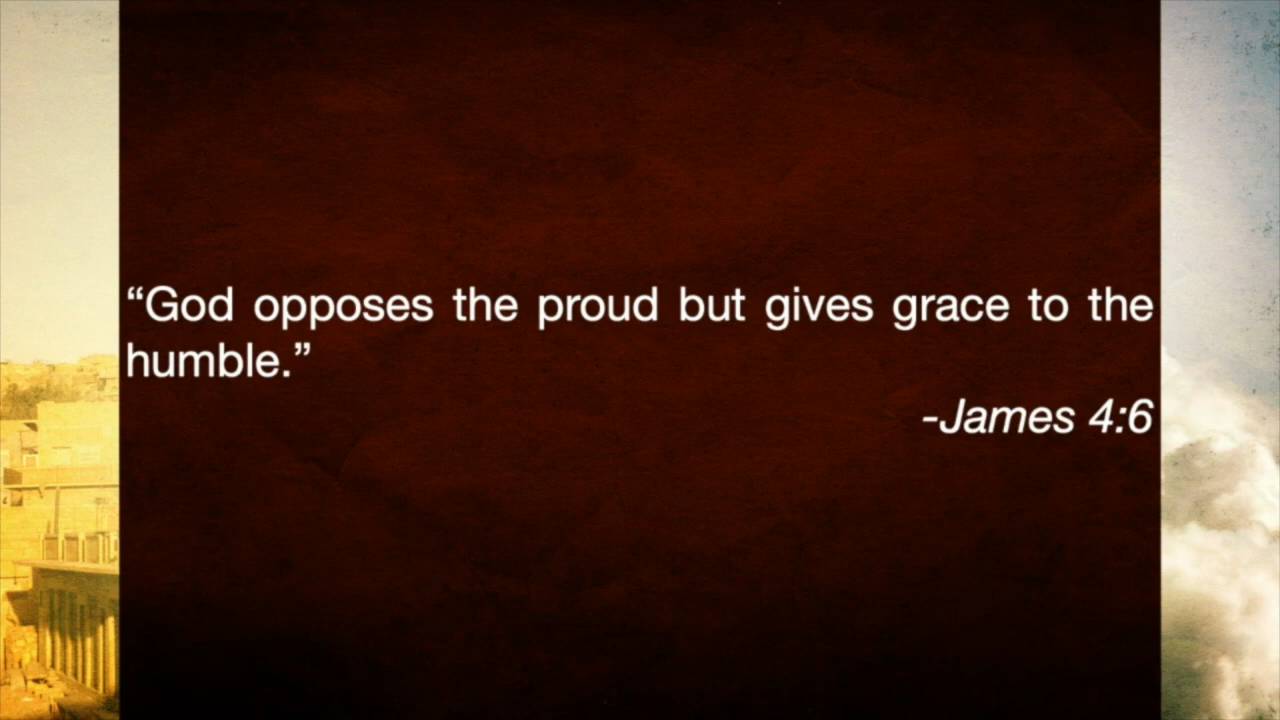 “God opposes the proud but gives grace to the
humble.”
-James 4:6